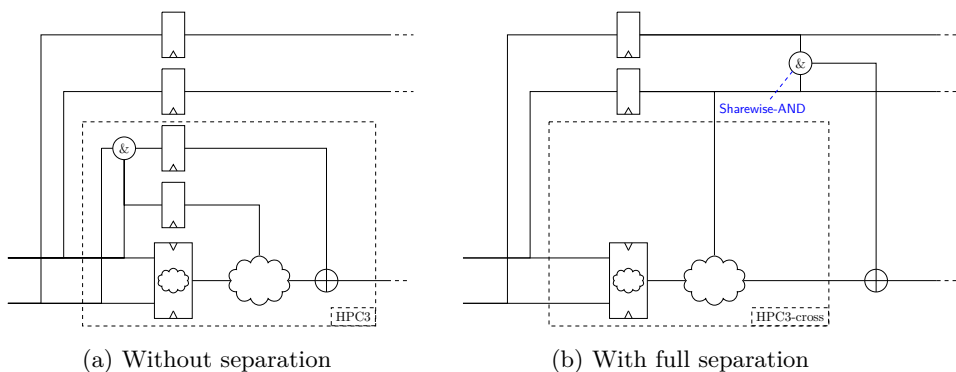 &
Sharewise-AND
&
HPC3
HPC3-cross
(a) Without separation
(b) With full separation